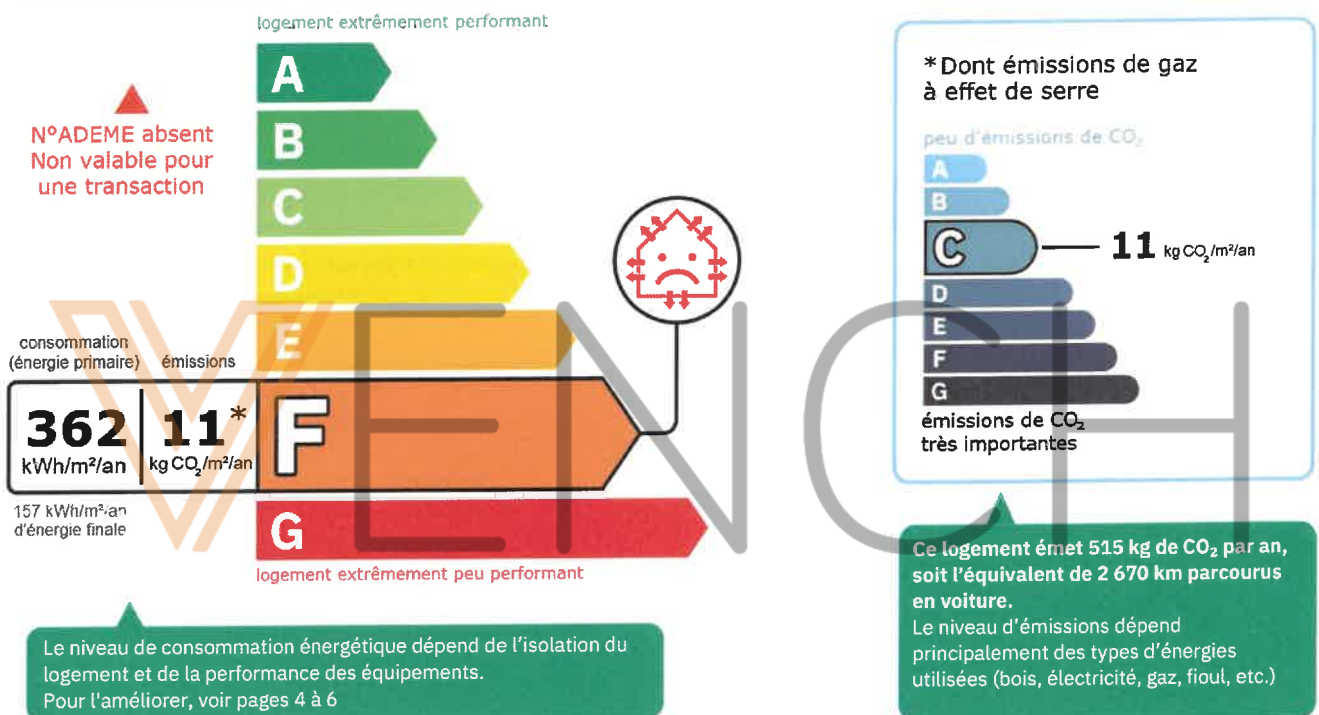 logement extrêmement performant
N°ADEME absent
Non valable pour
une transaction
A
B
C
D
E
consommation
(énergie primaire)
émissions
362
kWh/m²/an
11*
kg CO₂/m²/an
F
157 kWh/m²/an
d'énergie finale
G
logement extrêmement peu performant
Le niveau de consommation énergétique dépend de l'isolation du
logement et de la performance des équipements.
Pour l'améliorer, voir pages 4 à 6
*Dont émissions de gaz
à effet de serre
peu d'émissions de CO₂
A
B
C
11 kg CO₂/m²/an
D
E
F
G
émissions de CO₂
très importantes
Ce logement émet 515 kg de CO₂ par an,
soit l'équivalent de 2 670 km parcourus
en voiture.
Le niveau d'émissions dépend
principalement des types d'énergies
utilisées (bois, électricité, gaz, fioul, etc.)
VENCH